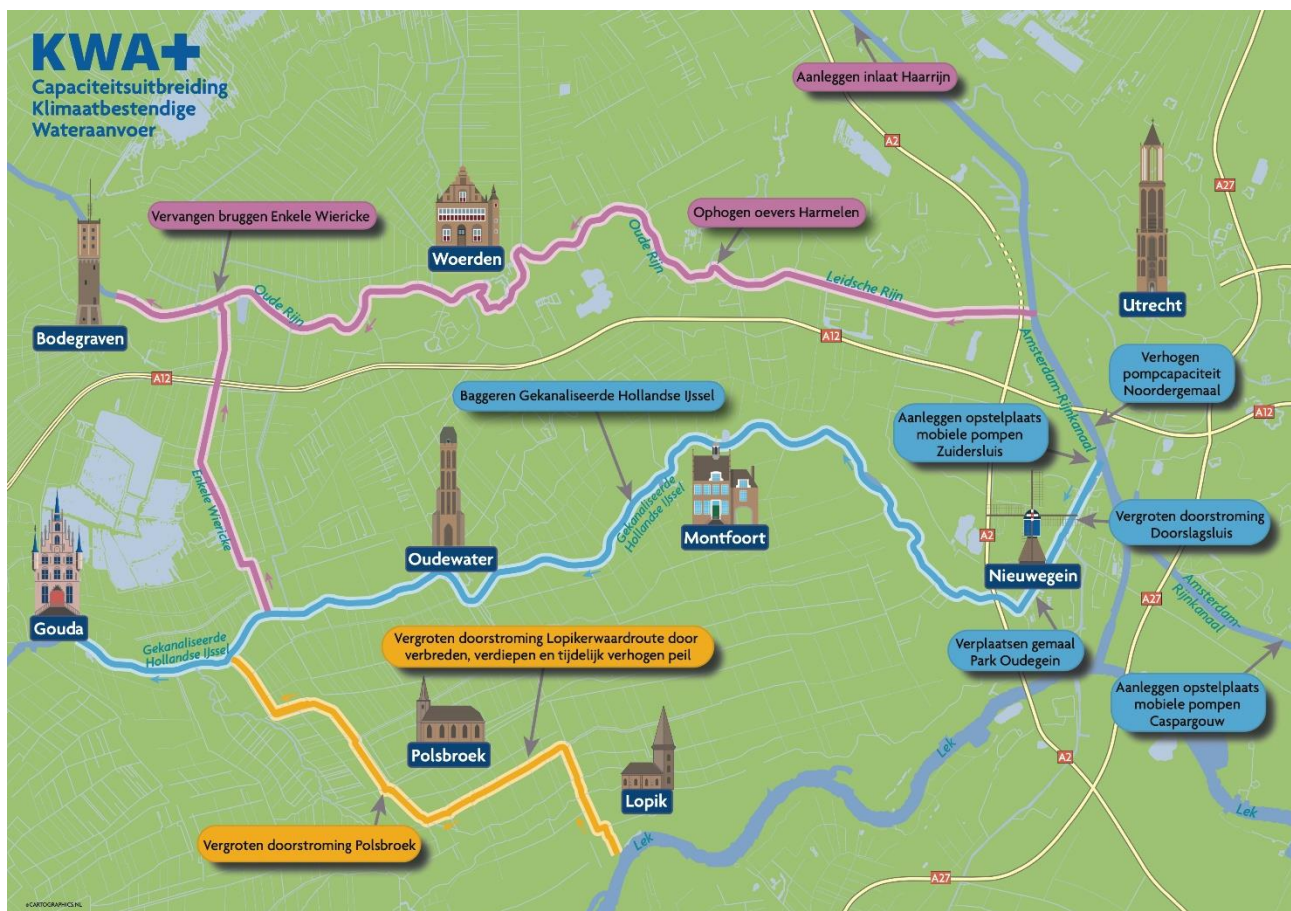 KWA+
Capaciteitsuitbreiding
Klimaatbestendige
Wateraanvoer
Aanleggen inlaat Haarrijn
A2
A27
Vervangen bruggen Enkele Wiericke
Ophogen oevers Harmelen
Woerden
Oude Rijn
Leidsche Rijn
Utrecht
Oude Rijn
Bodegraven
A12
A12
Amsterdam-Rijnkanaal
Verhogen
pompcapaciteit
Noordergemaal
A12
Baggeren Gekanaliseerde Hollandse IJssel
Aanleggen opstelplaats
mobiele pompen
Zuidersluis
Enkele Wiericke
Gekanaliseerde
Hollandse IJssel
Vergroten doorstroming
Doorslagsluis
Oudewater
Montfoort
A2
Nieuwegein
Gouda
A27
Amsterdam-
Rijnkanaal
Gekanaliseerde
Hollandse IJssel
Vergroten doorstroming Lopikerwaardroute door
verbreden, verdiepen en tijdelijk verhogen peil
Verplaatsen gemaal
Park Oudegein
Aanleggen opstelplaats
mobiele pompen
Caspargouw
Polsbroek
Lopik
Lek
A2
Lek
Vergroten doorstroming Polsbroek
Lek
A27
©CARTOGRAPHICS.NL